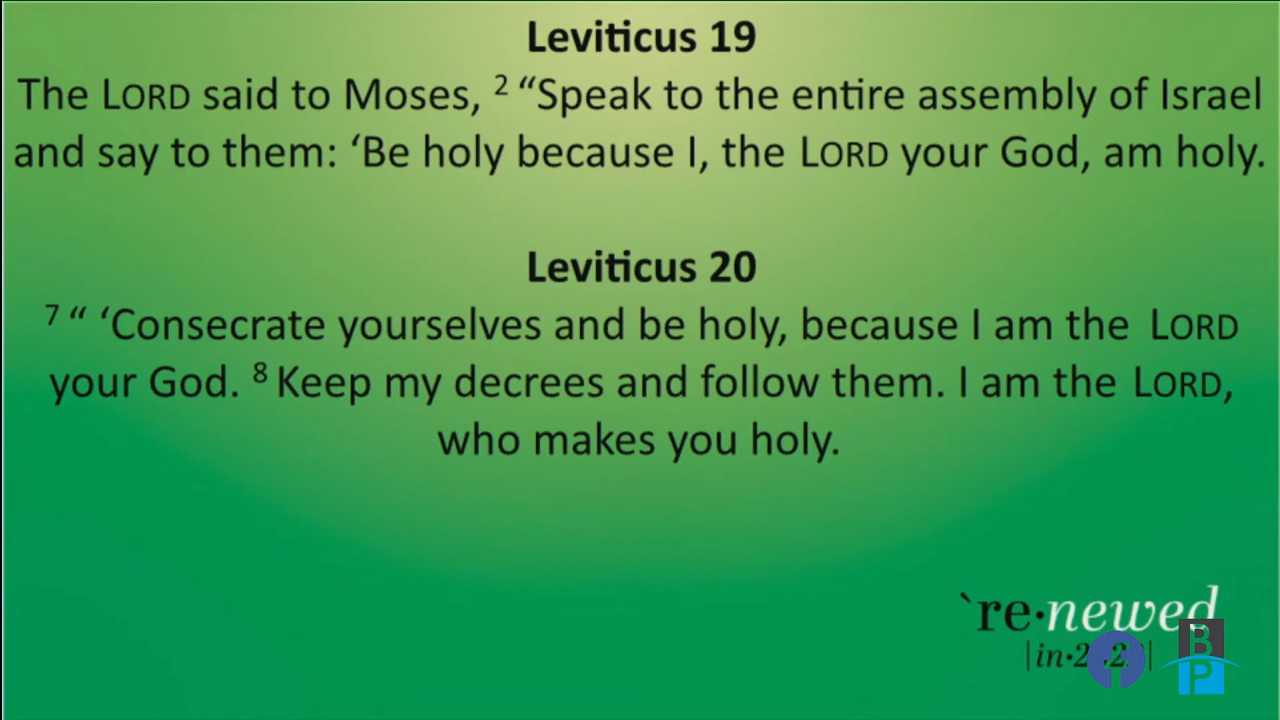 Leviticus 19
The LORD said to Moses, 2 “Speak to the entire assembly of Israel
and say to them: ‘Be holy because I, the LORD your God, am holy.
Leviticus 20
7 “ ‘Consecrate yourselves and be holy, because I am the LORD
your God. 8 Keep my decrees and follow them. I am the LORD,
who makes you holy.
`re·newed
|in·
B
P